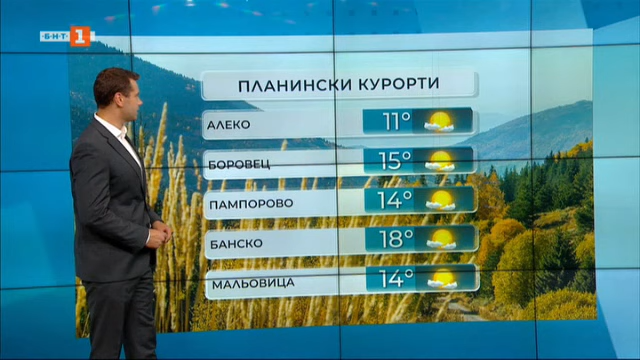 БНТ 1
ПЛАНИНСКИ КУРОРТИ
АЛЕКО 11°
БОРОВЕЦ 15°
ПАМПОРОВО 14°
БАНСКО 18°
МАЛЬОВИЦА 14°